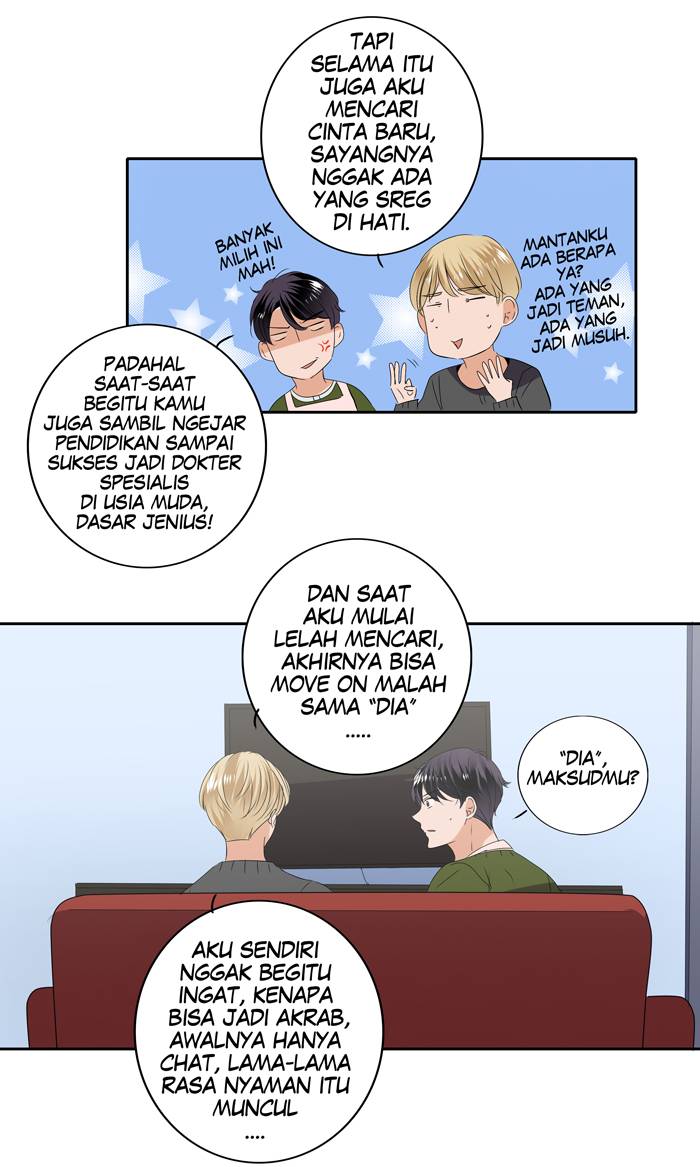 TAPI
SELAMA ITU
JUGA AKU
MENCARI
CINTA BARU,
SAYANGNYA
NGGAK ADA
YANG SREG
DI HATI.
BANYAK
MILIH INI
MAH!
MANTANKU
ADA BERAPA
YA?
ADA YANG
JADI TEMAN,
ADA YANG
JADI MUSUH.
PADAHAL
SAAT-SAAT
BEGITU KAMU
JUGA SAMBIL NGEJAR
PENDIDIKAN SAMPAI
SUKSES JADI DOKTER
SPESIALIS
DI USIA MUDA,
DASAR JENIUS!
DAN SAAT
AKU MULAI
LELAH MENCARI,
AKHIRNYA BISA
MOVE ON MALAH
SAMA "DIA"
.....
"DIA",
MAKSUDMU?
AKU SENDIRI
NGGAK BEGITU
INGAT, KENAPA
BISA JADI AKRAB,
AWALNYA HANYA
CHAT, LAMA-LAMA
RASA NYAMAN ITU
MUNCUL
....